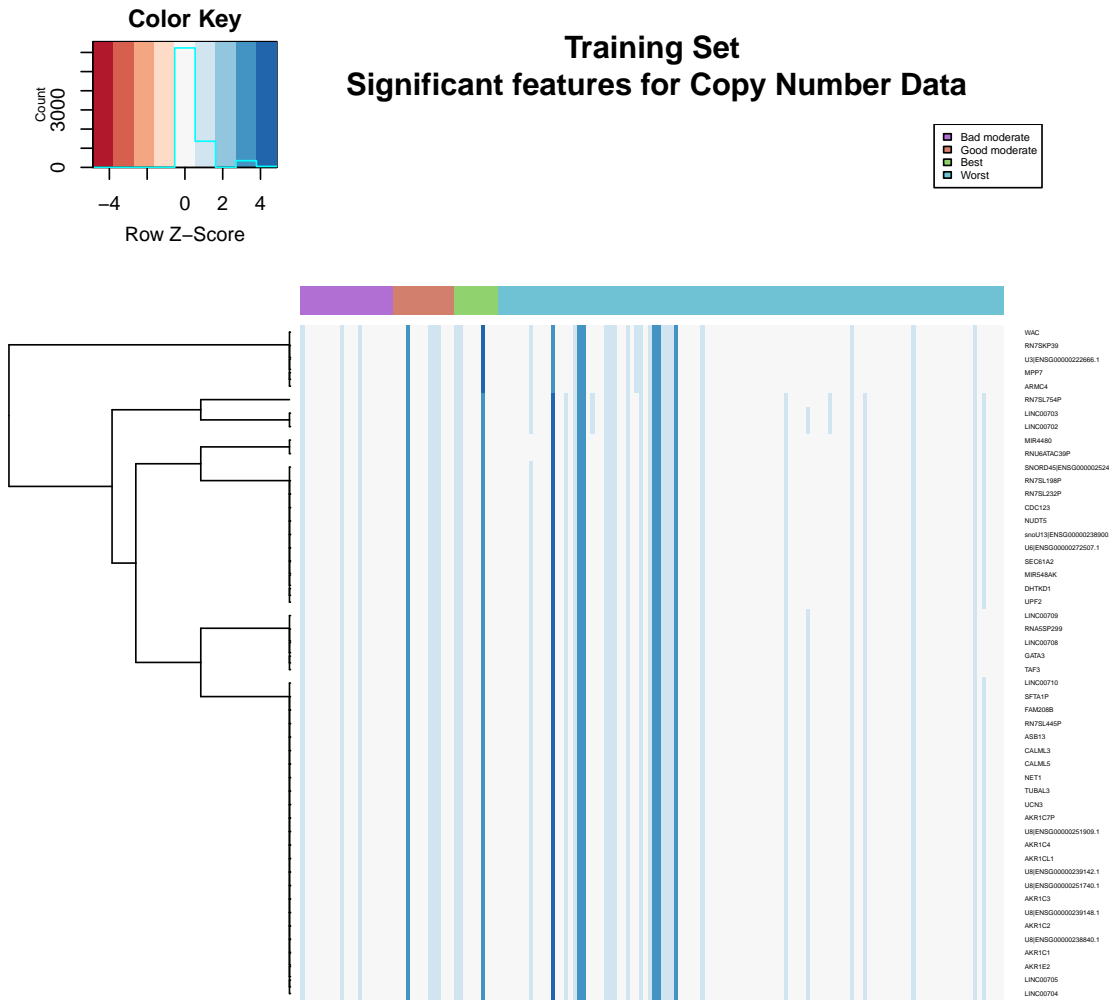 Color Key
Training Set
Significant features for Copy Number Data
Count
0 3000
−4 0 2 4
Row Z−Score
Bad moderate
Good moderate
Best
Worst
WAC
RN7SKP39
U3|ENSG00000222666.1
MPP7
ARMC4
RN7SL754P
LINC00703
LINC00702
MIR4480
RNU6ATAC39P
SNORD45|ENSG000002524
RN7SL198P
RN7SL232P
CDC123
NUDT5
snoU13|ENSG00000238900.
U6|ENSG00000272507.1
SEC61A2
MIR548AK
DHTKD1
UPF2
LINC00709
RNA5SP299
LINC00708
GATA3
TAF3
LINC00710
SFTA1P
FAM208B
RN7SL445P
ASB13
CALML3
CALML5
NET1
TUBAL3
UCN3
AKR1C7P
U8|ENSG00000251909.1
AKR1C4
AKR1CL1
U8|ENSG00000239142.1
U8|ENSG00000251740.1
AKR1C3
U8|ENSG00000239148.1
AKR1C2
U8|ENSG00000238840.1
AKR1C1
AKR1E2
LINC00705
LINC00704